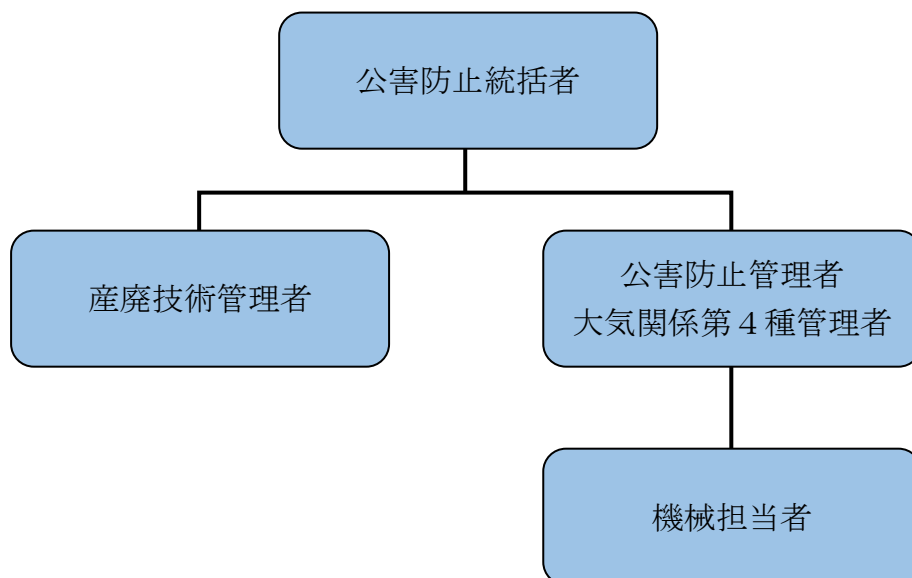 公害防止統括者
産廃技術管理者
公害防止管理者
大気関係第４種管理者
機械担当者